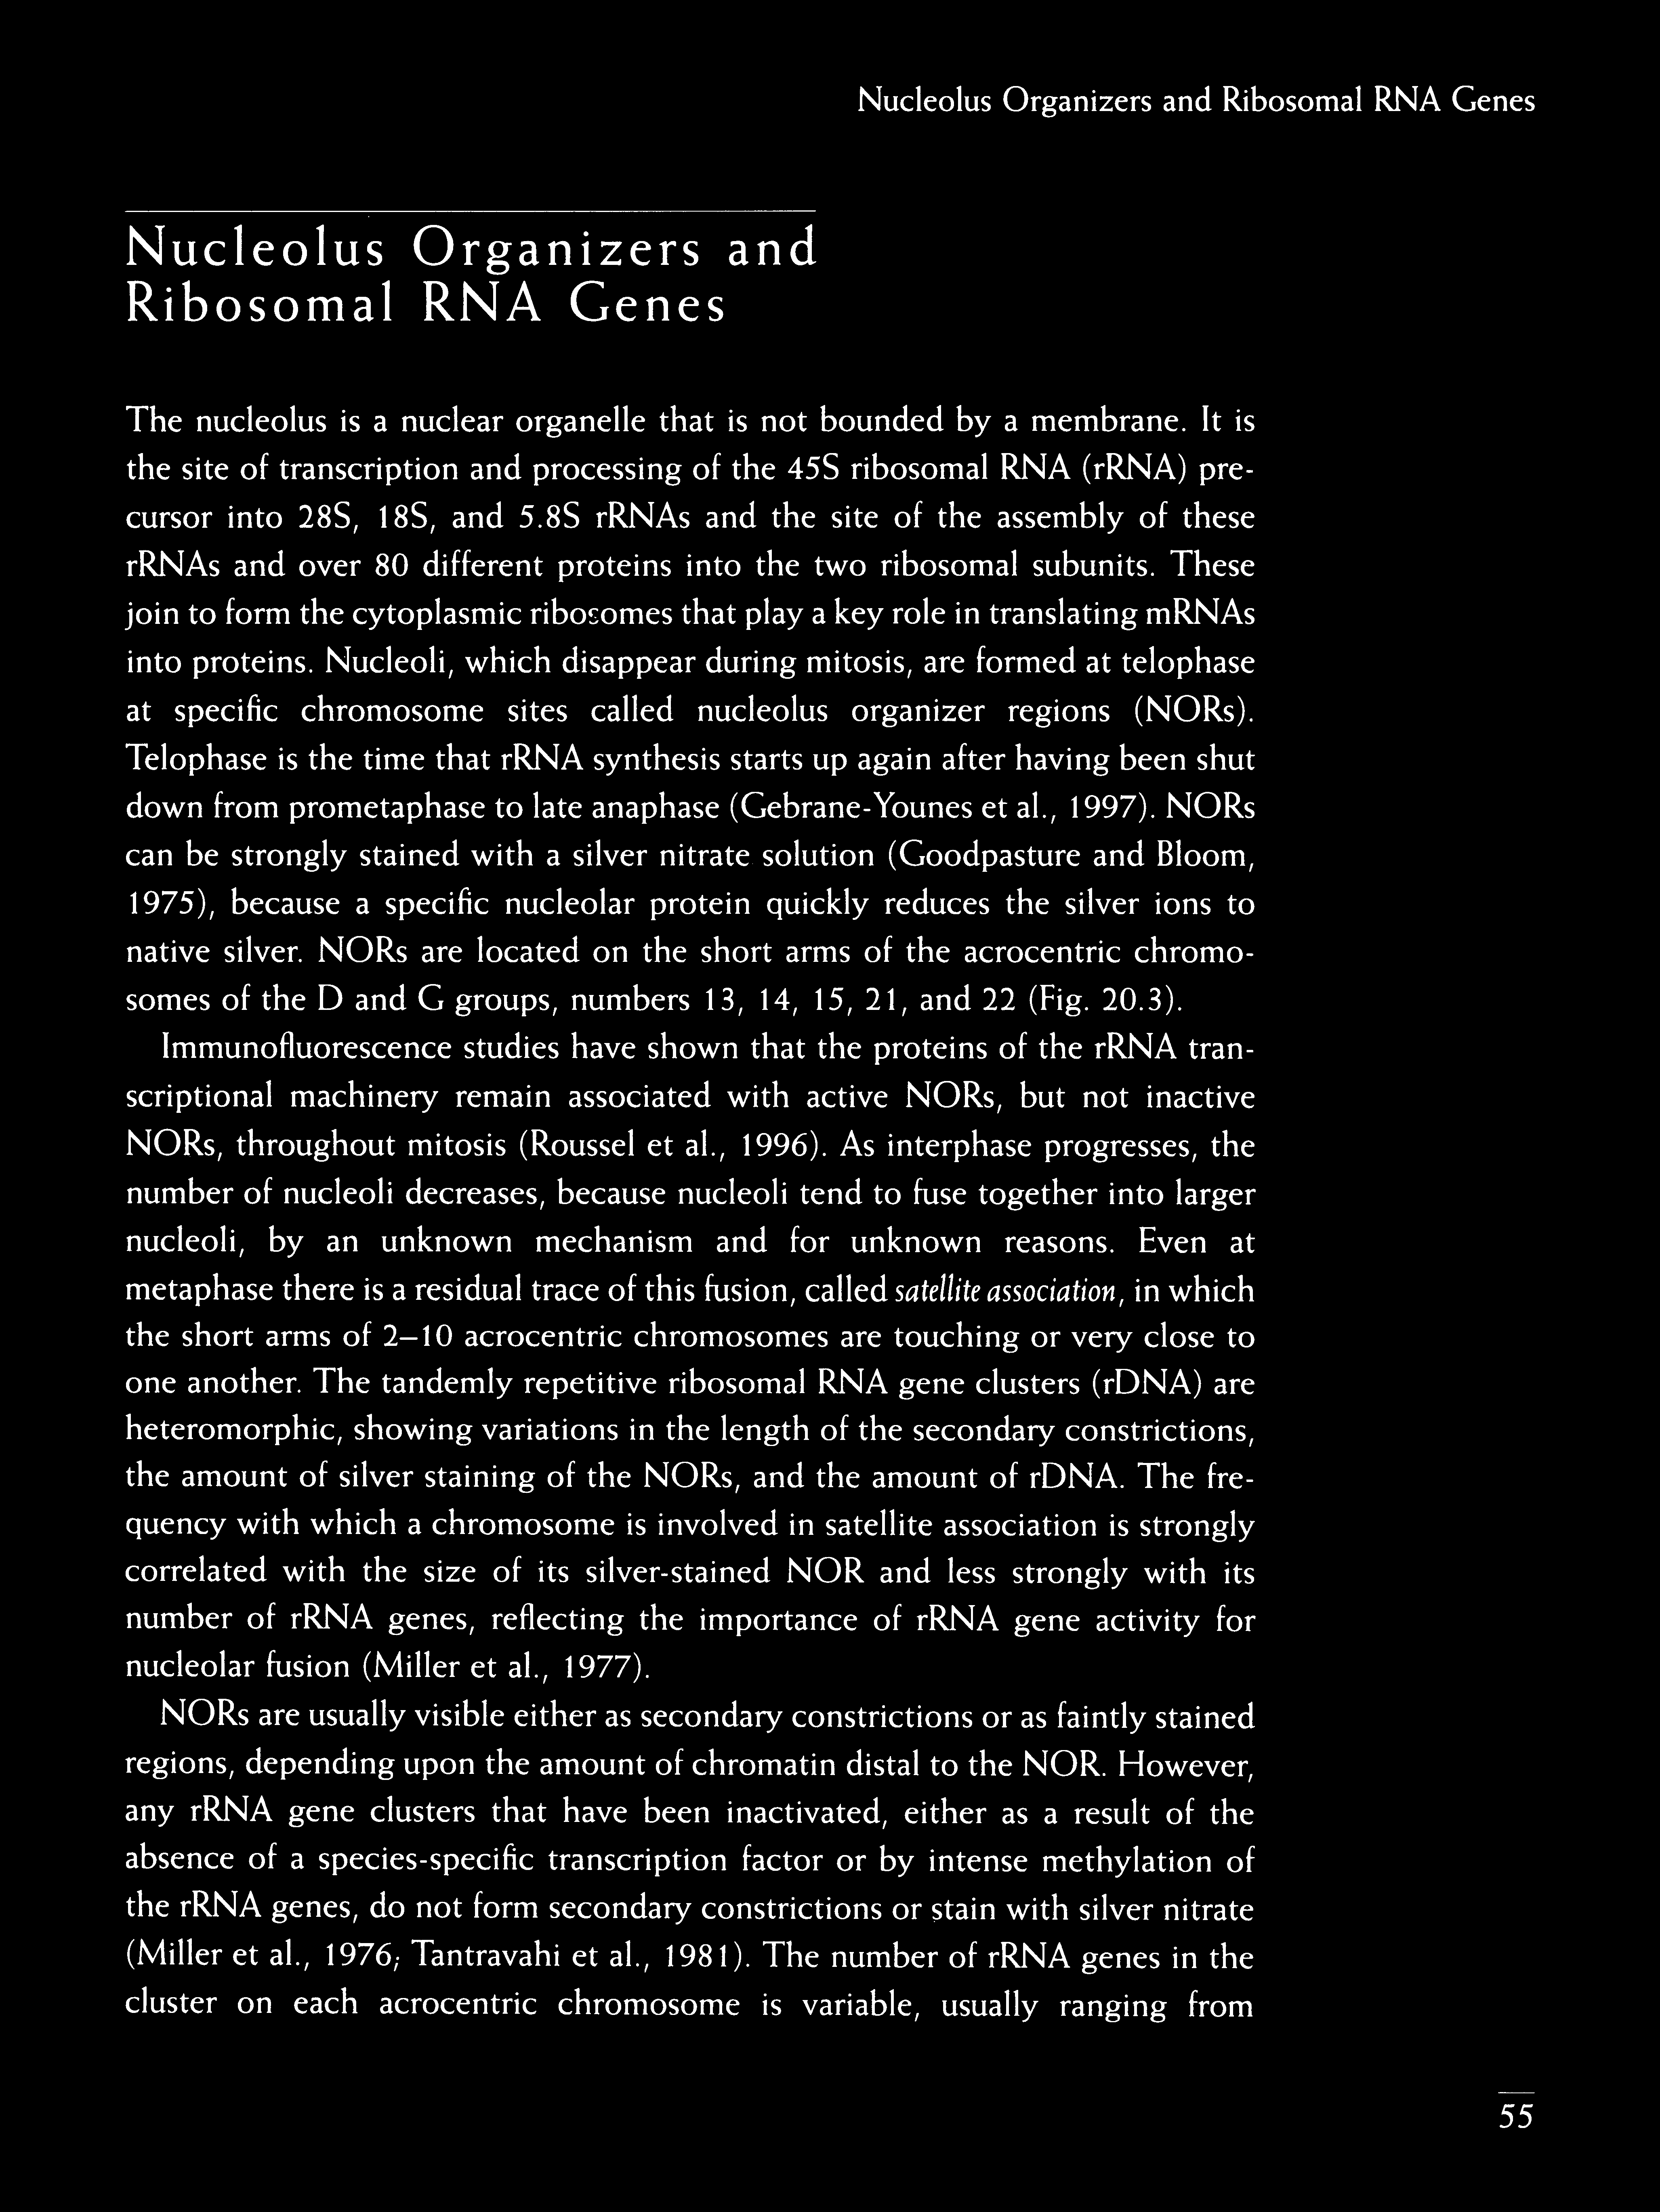 Nucleolus Organizers and Ribosomal RNA Genes
Nucleolus Organizers and
Ribosomal RNA Genes
The nucleolus is a nuclear organelle that is not bounded by a membrane. It is
the site of transcription and processing of the 45S ribosomal RNA (rRNA) pre-
cursor into 28S, 18S, and 5.8S rRNAs and the site of the assembly of these
rRNAs and over 80 different proteins into the two ribosomal subunits. These
join to form the cytoplasmic ribosomes that play a key role in translating mRNAs
into proteins. Nucleoli, which disappear during mitosis, are formed at telophase
at specific chromosome sites called nucleolus organizer regions (NORs).
Telophase is the time that rRNA synthesis starts up again after having been shut
down from prometaphase to late anaphase (Gebrane-Younes et al., 1997). NORs
can be strongly stained with a silver nitrate solution (Goodpasture and Bloom,
1975), because a specific nucleolar protein quickly reduces the silver ions to
native silver. NORs are located on the short arms of the acrocentric chromo-
somes of the D and G groups, numbers 13, 14, 15, 21, and 22 (Fig. 20.3).
Immunofluorescence studies have shown that the proteins of the rRNA tran-
scriptional machinery remain associated with active NORs, but not inactive
NORs, throughout mitosis (Roussel et al., 1996). As interphase progresses, the
number of nucleoli decreases, because nucleoli tend to fuse together into larger
nucleoli, by an unknown mechanism and for unknown reasons. Even at
metaphase there is a residual trace of this fusion, called satellite association, in which
the short arms of 2–10 acrocentric chromosomes are touching or very close to
one another. The tandemly repetitive ribosomal RNA gene clusters (rDNA) are
heteromorphic, showing variations in the length of the secondary constrictions,
the amount of silver staining of the NORs, and the amount of rDNA. The fre-
quency with which a chromosome is involved in satellite association is strongly
correlated with the size of its silver-stained NOR and less strongly with its
number of rRNA genes, reflecting the importance of rRNA gene activity for
nucleolar fusion (Miller et al., 1977).
NORs are usually visible either as secondary constrictions or as faintly stained
regions, depending upon the amount of chromatin distal to the NOR. However,
any rRNA gene clusters that have been inactivated, either as a result of the
absence of a species-specific transcription factor or by intense methylation of
the rRNA genes, do not form secondary constrictions or stain with silver nitrate
(Miller et al., 1976; Tantravahi et al., 1981). The number of rRNA genes in the
cluster on each acrocentric chromosome is variable, usually ranging from
55